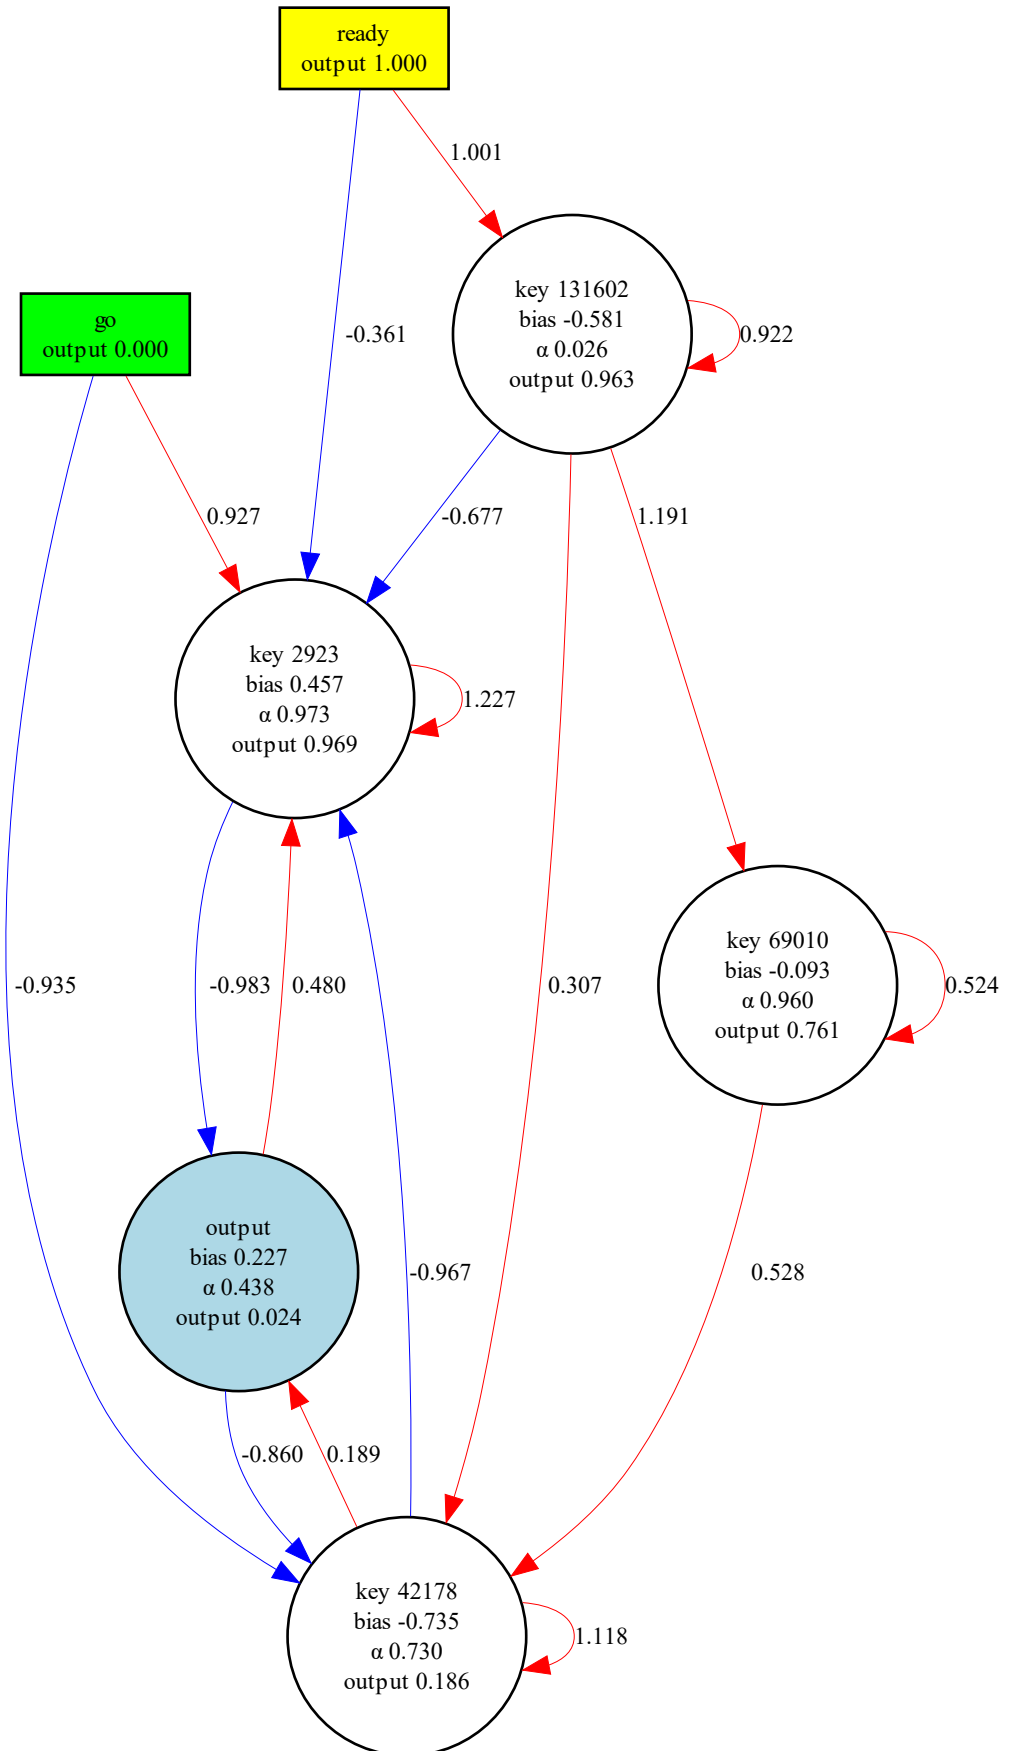 ready
output 1.000
1.001
key 131602
bias -0.581
α 0.026
output 0.963
0.922
go
output 0.000
-0.361
0.927
-0.677
1.191
key 2923
bias 0.457
α 0.973
output 0.969
1.227
key 69010
bias -0.093
α 0.960
output 0.761
0.524
-0.935
-0.983
0.480
0.307
output
bias 0.227
α 0.438
output 0.024
-0.967
0.528
-0.860
0.189
key 42178
bias -0.735
α 0.730
output 0.186
1.118